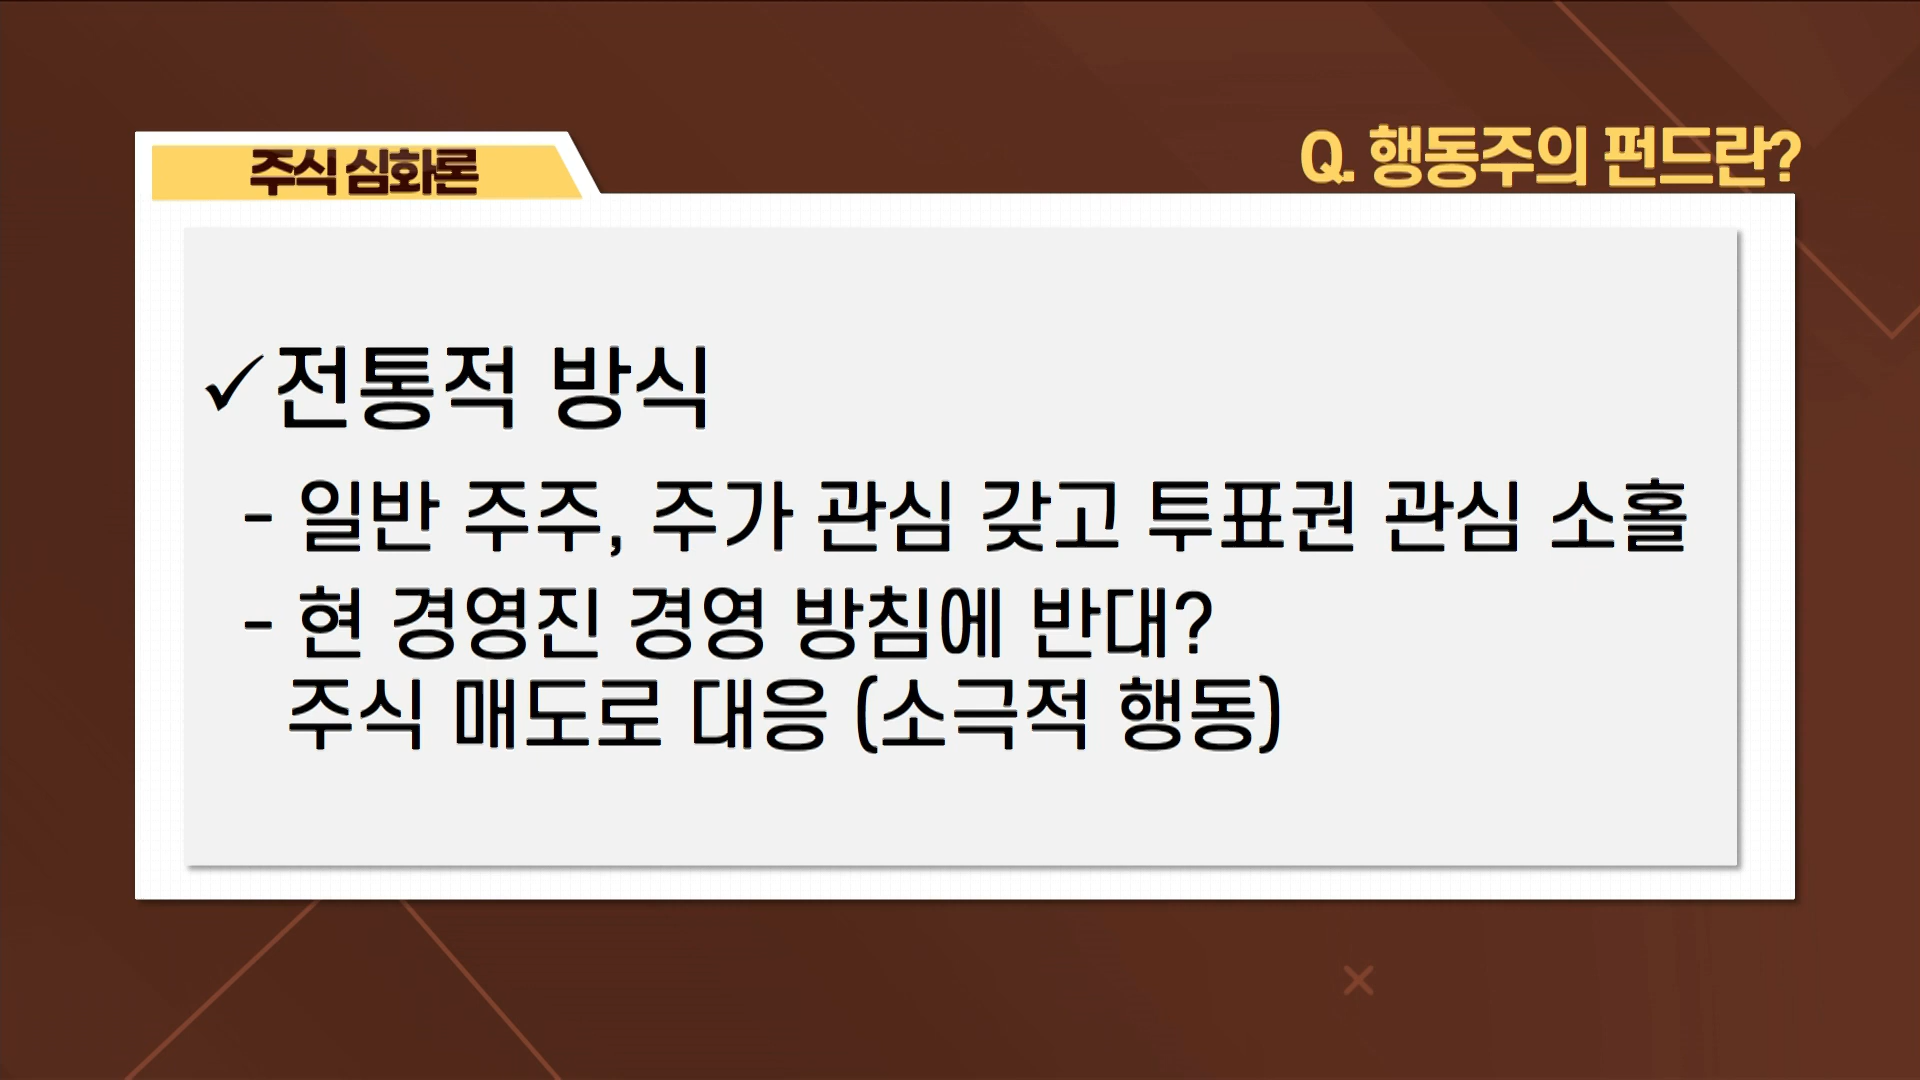 주식 심화론
Q. 행동주의 펀드란?
✓전통적 방식
- 일반 주주, 주가 관심 갖고 투표권 관심 소홀
- 현 경영진 경영 방침에 반대?
주식 매도로 대응 (소극적 행동)